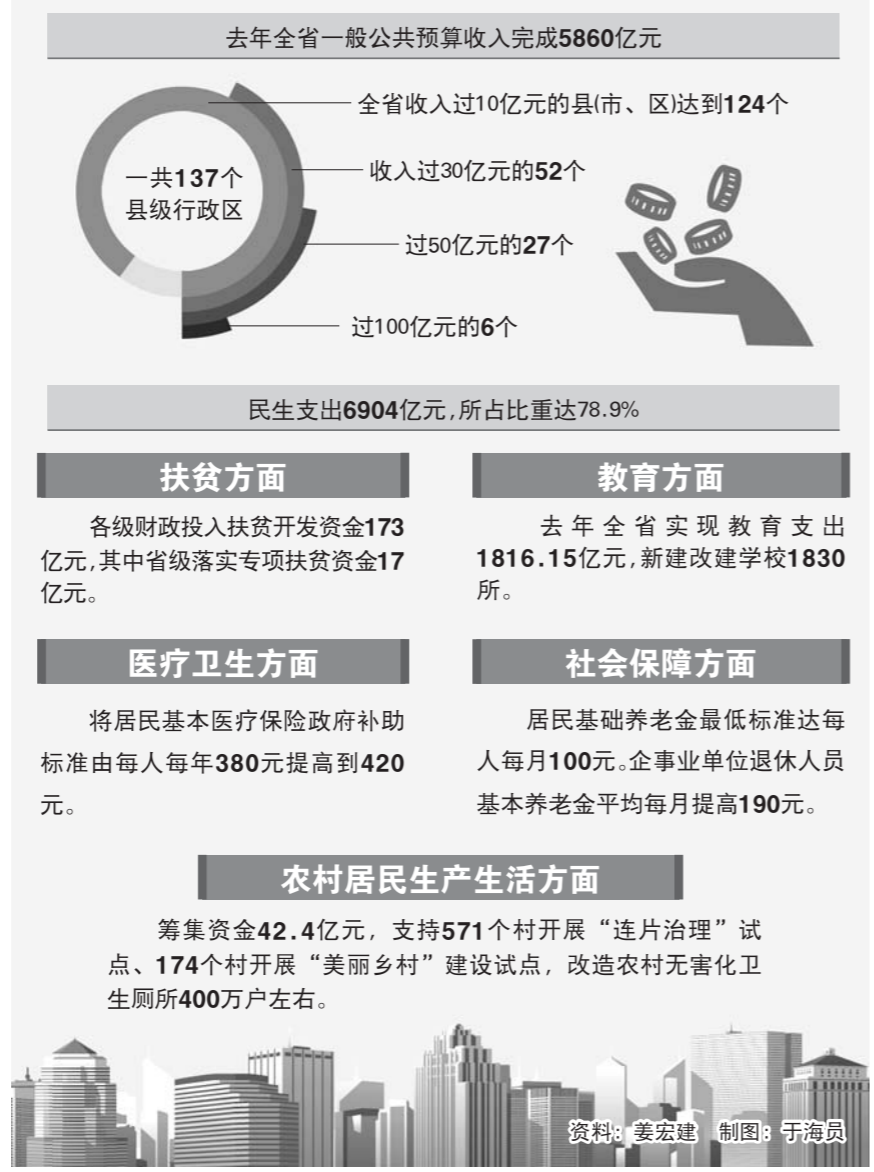 去年全省一般公共预算收入完成5860亿元
全省收入过10亿元的县(市、区)达到124个
一共137个
县级行政区
收入过30亿元的52个
过50亿元的27个
过100亿元的6个
民生支出6904亿元,所占比重达78.9%
扶贫方面
各级财政投入扶贫开发资金173
亿元,其中省级落实专项扶贫资金17
亿元。
教育方面
去年全省实现教育支出
1816.15亿元,新建改建学校1830
所。
医疗卫生方面
将居民基本医疗保险政府补助
标准由每人每年380元提高到420
元。
社会保障方面
居民基础养老金最低标准达每
人每月100元。企事业单位退休人员
基本养老金平均每月提高190元。
农村居民生产生活方面
筹集资金42.4亿元，支持571个村开展“连片治理”试
点、174个村开展“美丽乡村”建设试点，改造农村无害化卫
生厕所400万户左右。
资料：姜宏建 制图：于海员